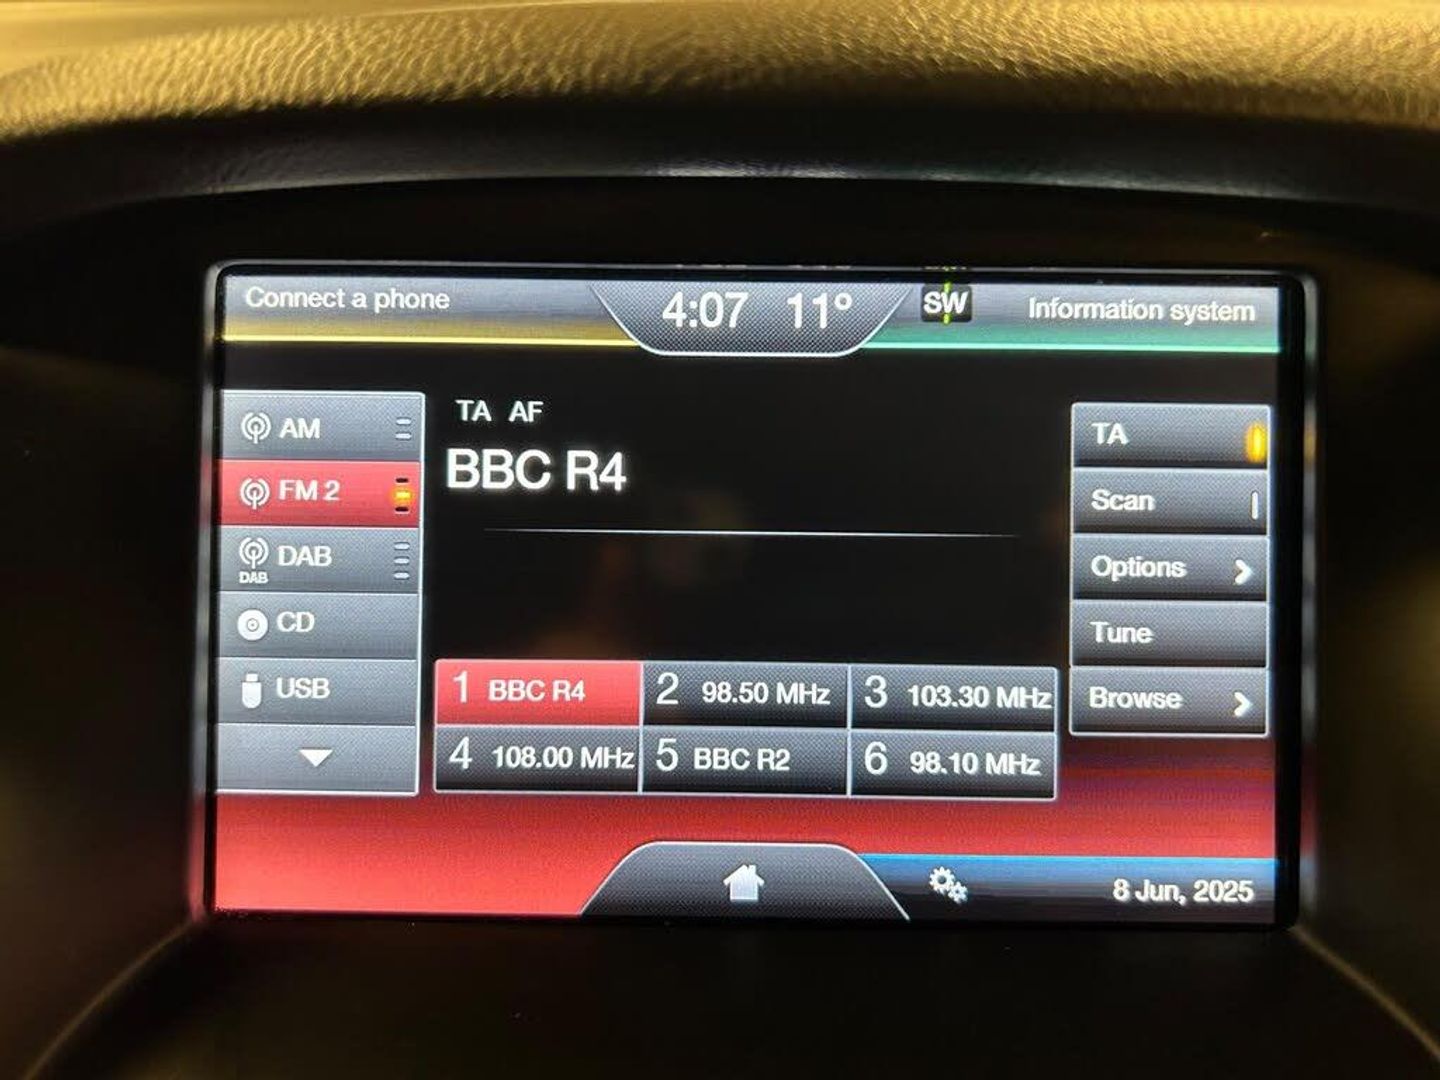 Connect a phone
4:07 11°
SW
Information system
AM
FM 2
DAB
DAB
CD
USB
TA AF
BBC R4
1 BBC R4
2 98.50 MHz
3 103.30 MHz
4 108.00 MHz
5 BBC R2
6 98.10 MHz
TA
Scan
Options
Tune
Browse
8 Jun, 2025